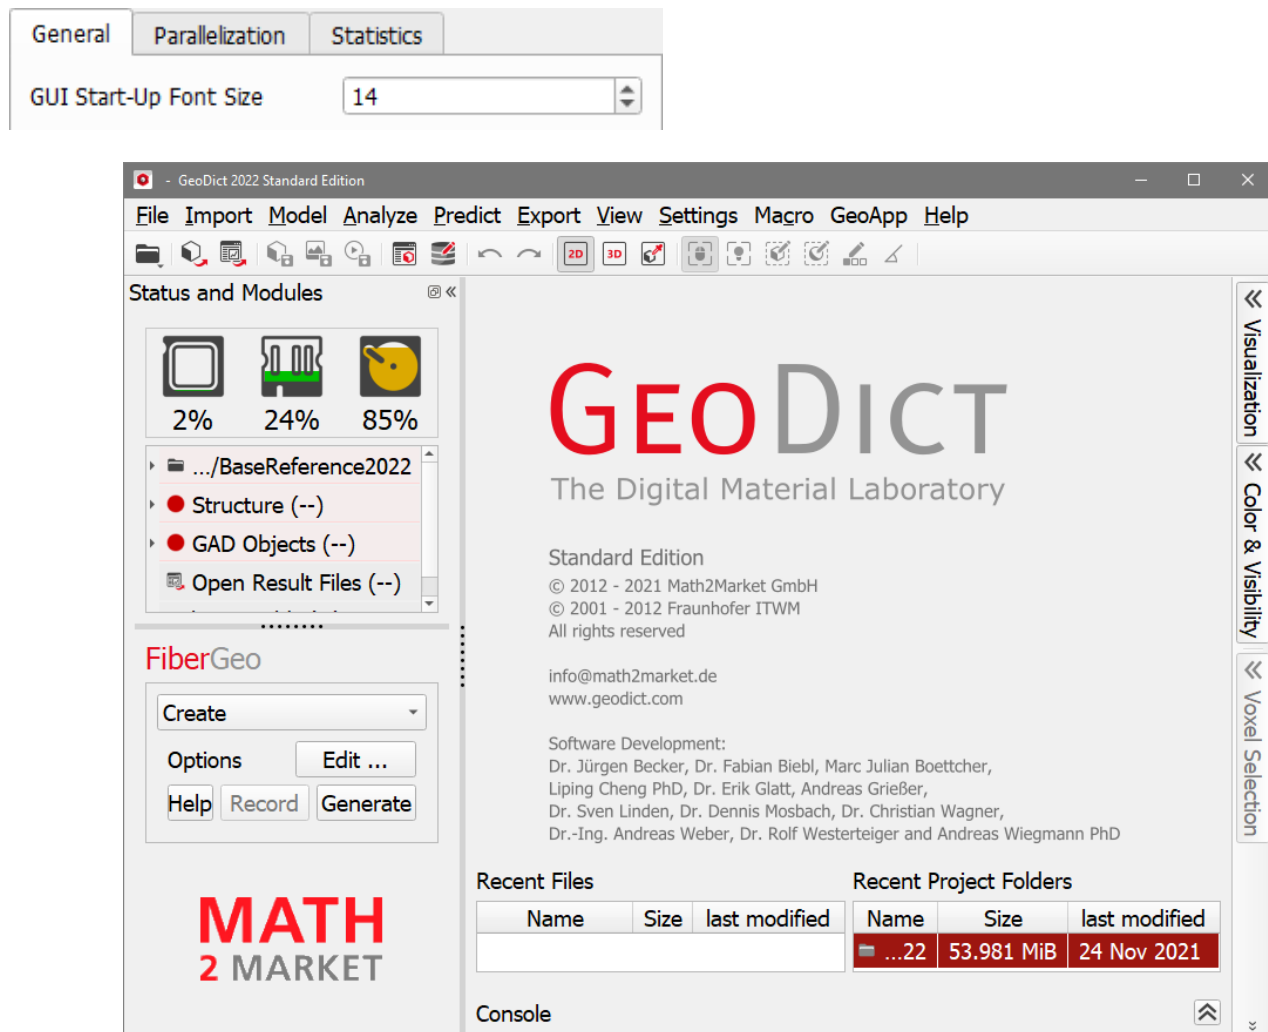 General Parallelization Statistics
GUI Start-Up Font Size 14
- GeoDict 2022 Standard Edition
File Import Model Analyze Predict Export View Settings Macro GeoApp Help
2D 3D
Status and Modules
2% 24% 85%
.../BaseReference2022
Structure (--)
GAD Objects (--)
Open Result Files (--)
FiberGeo
Create
Options Edit ...
Help Record Generate
MATH
2 MARKET
GEODICT
The Digital Material Laboratory
Standard Edition
© 2012 - 2021 Math2Market GmbH
© 2001 - 2012 Fraunhofer ITWM
All rights reserved
info@math2market.de
www.geodict.com
Software Development:
Dr. Jürgen Becker, Dr. Fabian Biebl, Marc Julian Boettcher,
Liping Cheng PhD, Dr. Erik Glatt, Andreas Grießer,
Dr. Sven Linden, Dr. Dennis Mosbach, Dr. Christian Wagner,
Dr.-Ing. Andreas Weber, Dr. Rolf Westerteiger and Andreas Wiegmann PhD
Recent Files
Name Size last modified
Recent Project Folders
Name Size last modified
...22 53.981 MiB 24 Nov 2021
Console
Visualization
Color & Visibility
Voxel Selection